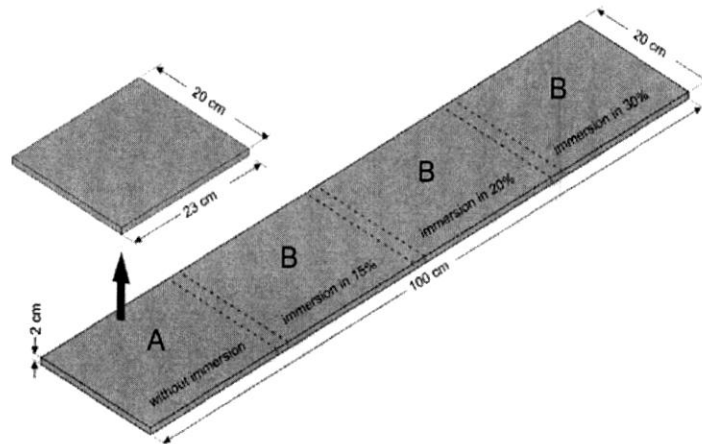 20 cm
23 cm
20 cm
B
immersion in 30%
B
immersion in 20%
B
immersion in 15%
100 cm
2 cm
A
without immersion